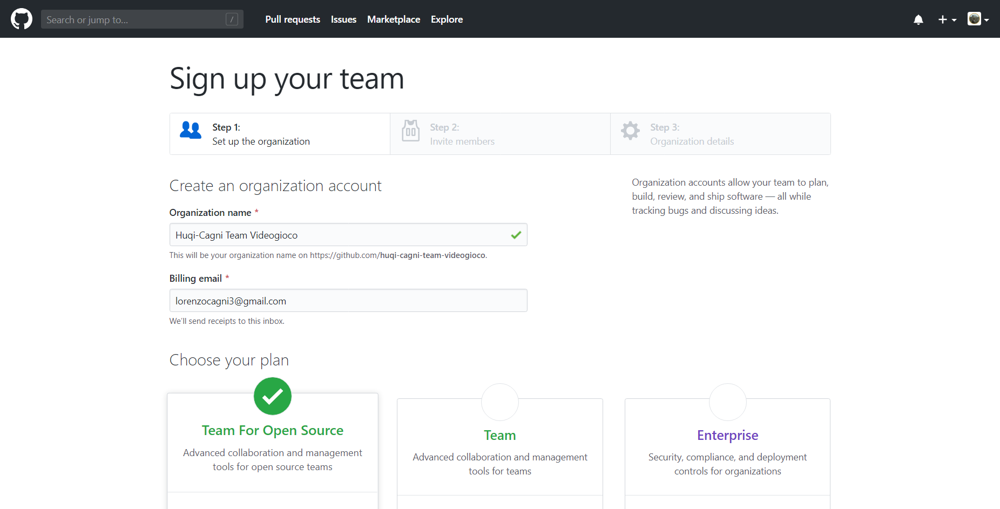 Search or jump to... /
Pull requests Issues Marketplace Explore
Sign up your team
Step 1:
Set up the organization
Step 2:
Invite members
Step 3:
Organization details
Create an organization account
Organization name *
Huqi-Cagni Team Videogioco
This will be your organization name on https://github.com/huqi-cagni-team-videogioco.
Billing email *
lorenzocagni3@gmail.com
We'll send receipts to this inbox.
Organization accounts allow your team to plan,
build, review, and ship software — all while
tracking bugs and discussing ideas.
Choose your plan
Team For Open Source
Advanced collaboration and management
tools for open source teams
Team
Advanced collaboration and management
tools for teams
Enterprise
Security, compliance, and deployment
controls for organizations